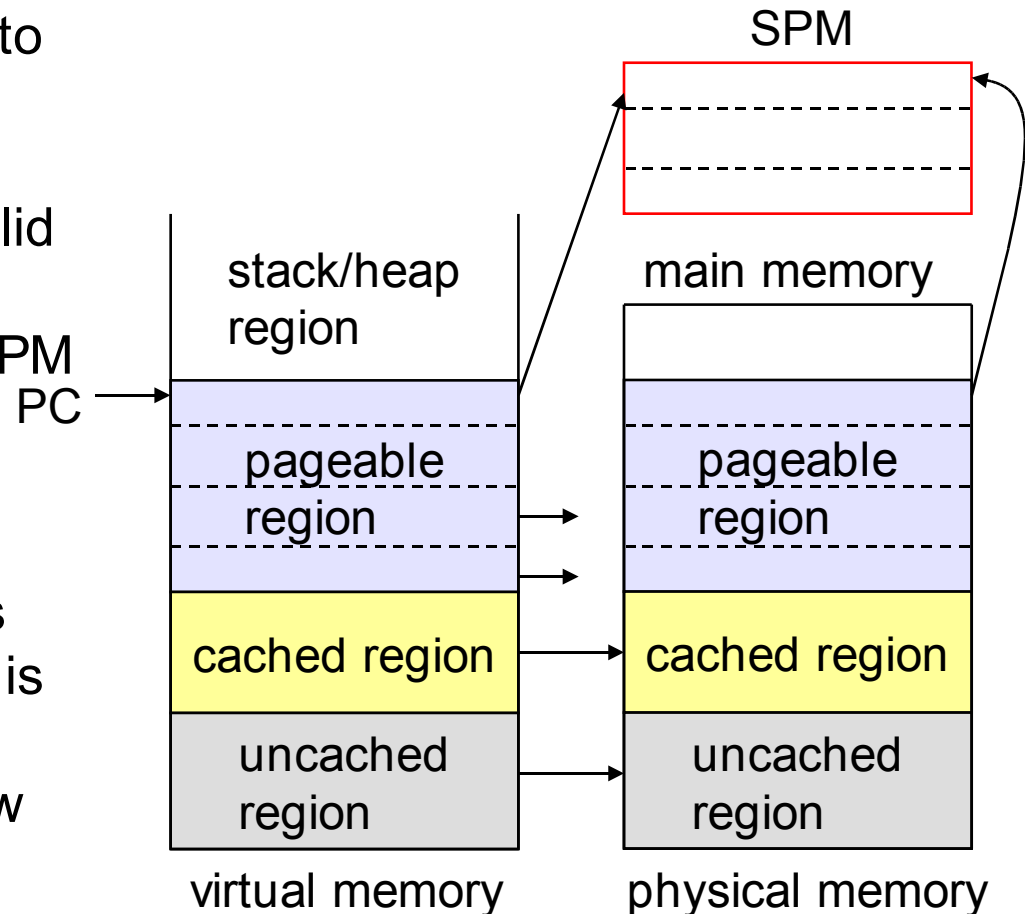 to
lid
PM
s
is
w
SPM
main memory
stack/heap
region
PC
pageable
region
pageable
region
cached region
cached region
uncached
region
uncached
region
virtual memory
physical memory